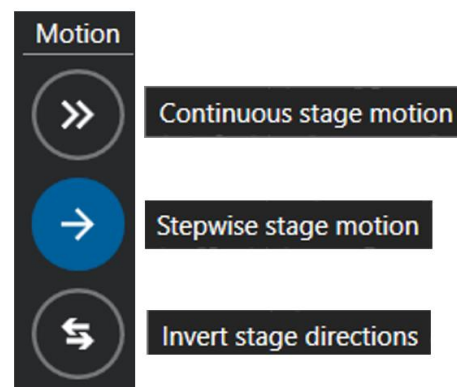 Motion
Continuous stage motion
Stepwise stage motion
Invert stage directions